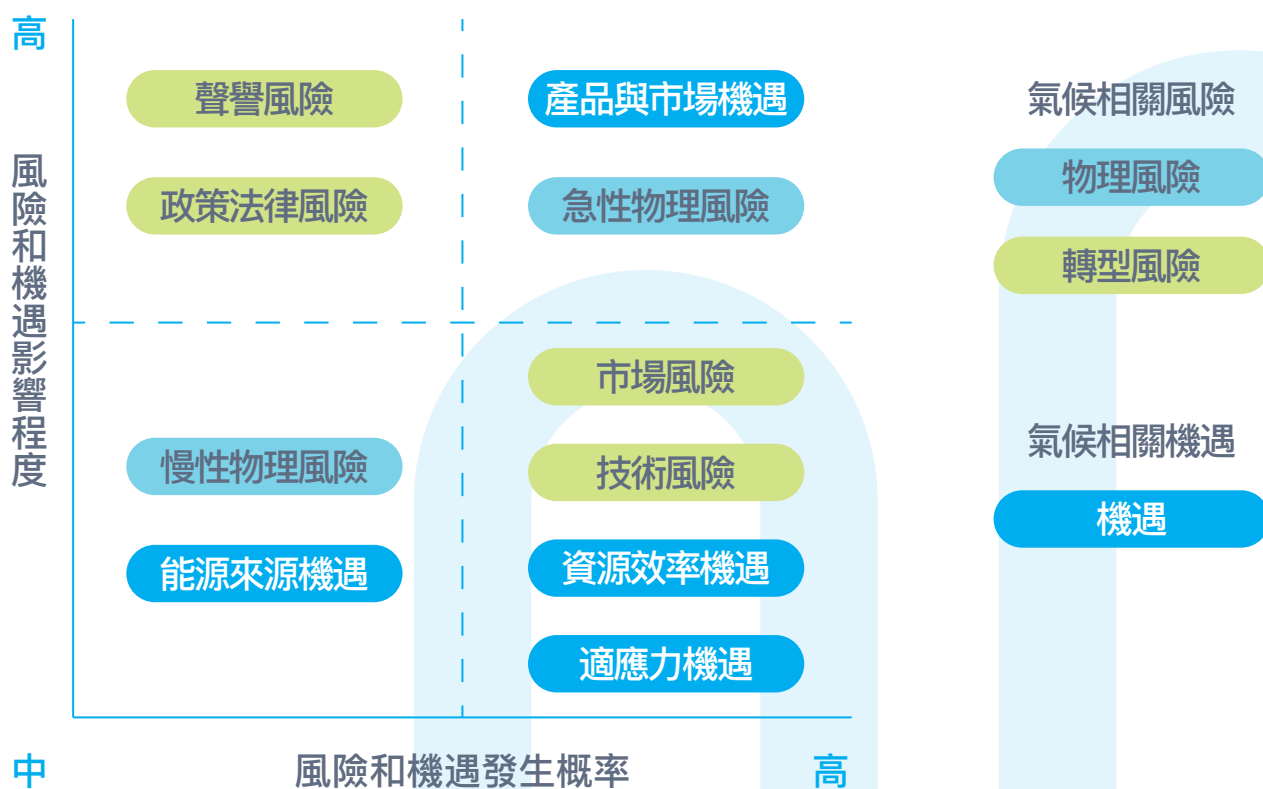 高
風險和機遇影響程度
聲譽風險
政策法律風險
產品與市場機遇
急性物理風險
慢性物理風險
能源來源機遇
市場風險
技術風險
資源效率機遇
適應力機遇
中
風險和機遇發生概率
高
氣候相關風險
物理風險
轉型風險
氣候相關機遇
機遇